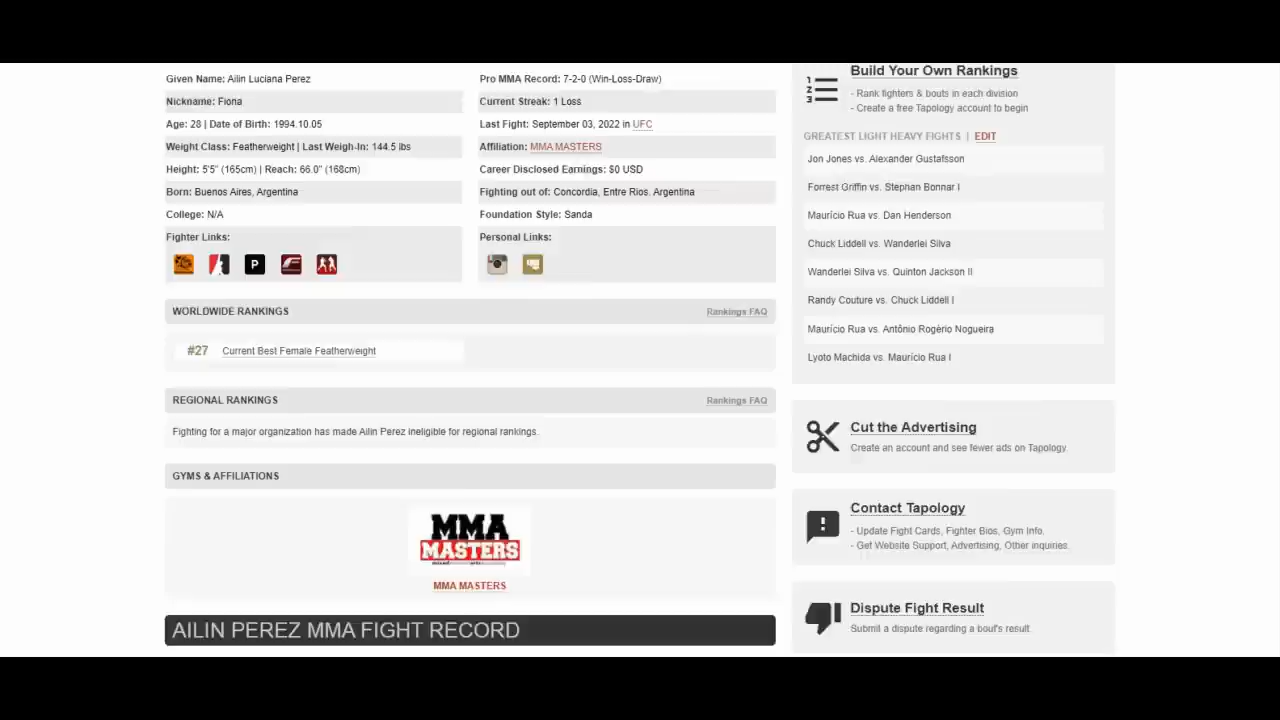 Given Name: Ailin Luciana Perez
Nickname: Fiona
Age: 28 | Date of Birth: 1994.10.05
Weight Class: Featherweight | Last Weigh-In: 144.5 lbs
Height: 5'5" (165cm) | Reach: 66.0" (168cm)
Born: Buenos Aires, Argentina
College: N/A
Fighter Links:
P
Pro MMA Record: 7-2-0 (Win-Loss-Draw)
Current Streak: 1 Loss
Last Fight: September 03, 2022 in UFC
Affiliation: MMA MASTERS
Career Disclosed Earnings: $0 USD
Fighting out of: Concordia, Entre Rios, Argentina
Foundation Style: Sanda
Personal Links:
WORLDWIDE RANKINGS
Rankings FAQ
#27 Current Best Female Featherweight
REGIONAL RANKINGS
Rankings FAQ
Fighting for a major organization has made Ailin Perez ineligible for regional rankings.
GYMS & AFFILIATIONS
MMA
MASTERS
MMA MASTERS
AILIN PEREZ MMA FIGHT RECORD
1
2
3
Build Your Own Rankings
- Rank fighters & bouts in each division
- Create a free Tapology account to begin
GREATEST LIGHT HEAVY FIGHTS | EDIT
Jon Jones vs. Alexander Gustafsson
Forrest Griffin vs. Stephan Bonnar I
Maurício Rua vs. Dan Henderson
Chuck Liddell vs. Wanderlei Silva
Wanderlei Silva vs. Quinton Jackson II
Randy Couture vs. Chuck Liddell I
Maurício Rua vs. Antônio Rogério Nogueira
Lyoto Machida vs. Maurício Rua I
Cut the Advertising
Create an account and see fewer ads on Tapology.
Contact Tapology
- Update Fight Cards, Fighter Bios, Gym Info.
- Get Website Support, Advertising, Other inquiries.
Dispute Fight Result
Submit a dispute regarding a bout's result